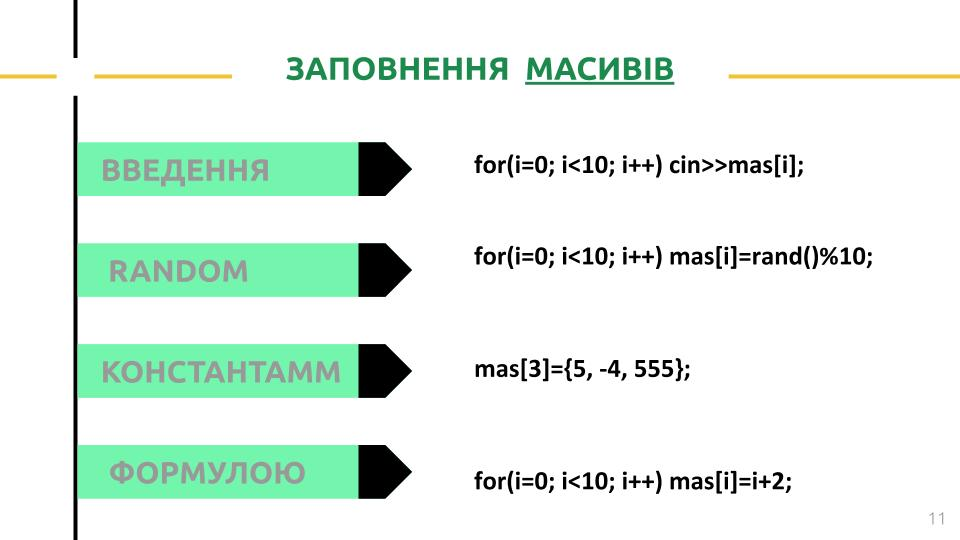 ЗАПОВНЕННЯ МАСИВІВ
ВВЕДЕННЯ
for(i=0; i<10; i++) cin>>mas[i];
RANDOM
for(i=0; i<10; i++) mas[i]=rand()%10;
КОНСТАНТАММ
mas[3]={5, -4, 555};
ФОРМУЛОЮ
for(i=0; i<10; i++) mas[i]=i+2;
11